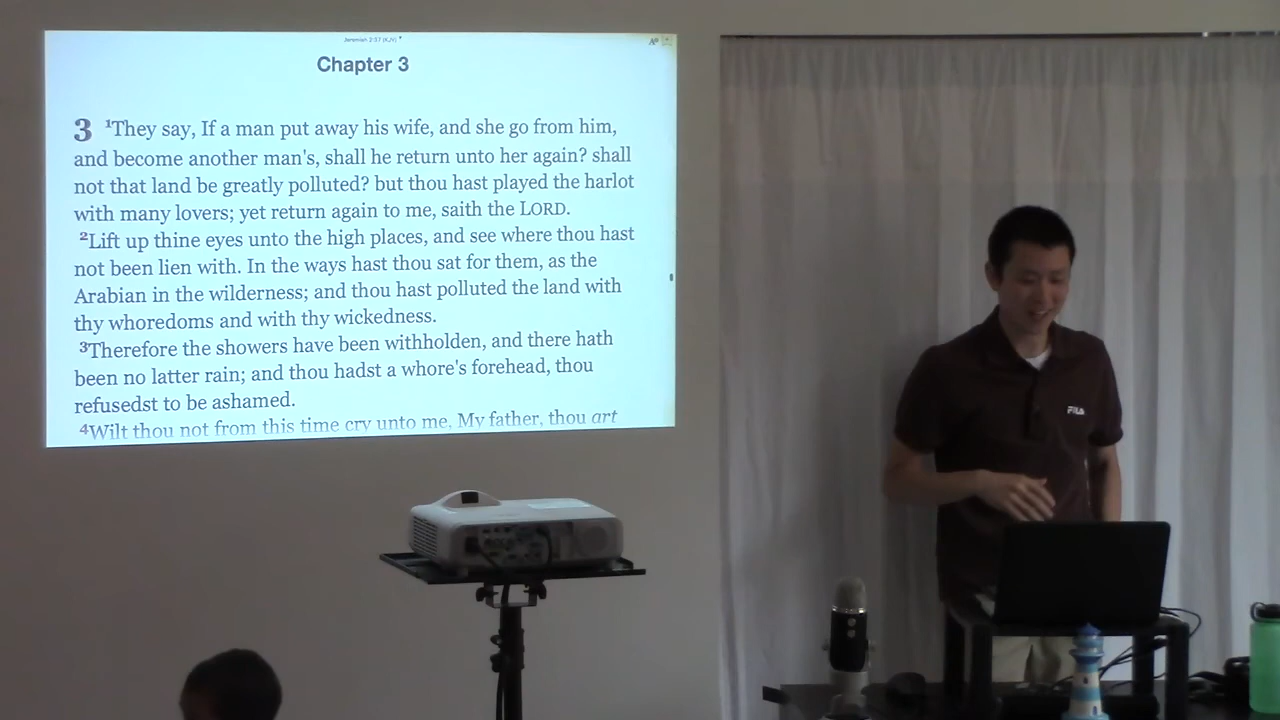 Jeremiah 2:37 (KJV)
Chapter 3
3 ¹They say, If a man put away his wife, and she go from him,
and become another man's, shall he return unto her again? shall
not that land be greatly polluted? but thou hast played the harlot
with many lovers; yet return again to me, saith the LORD.
²Lift up thine eyes unto the high places, and see where thou hast
not been lien with. In the ways hast thou sat for them, as the
Arabian in the wilderness; and thou hast polluted the land with
thy whoredoms and with thy wickedness.
³Therefore the showers have been withholden, and there hath
been no latter rain; and thou hadst a whore's forehead, thou
refusedst to be ashamed.
⁴Wilt thou not from this time cry unto me, My father, thou art
FILA